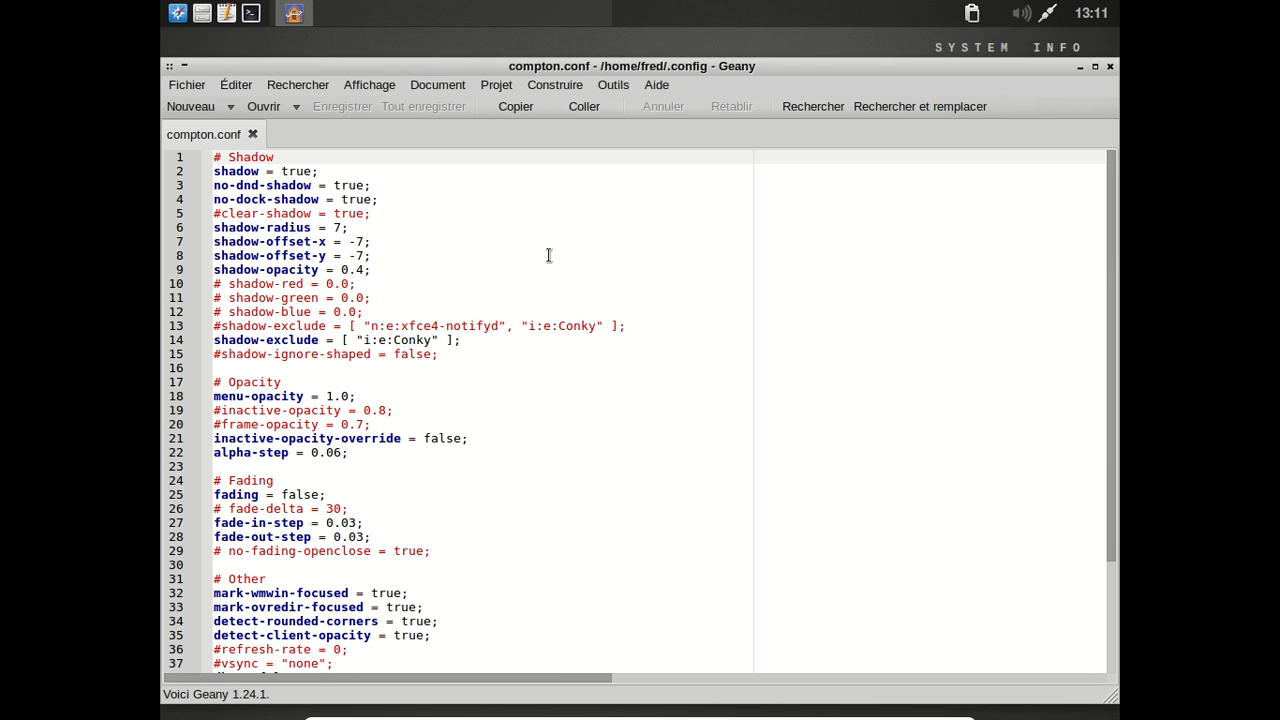 13:11
SYSTEM INFO
compton.conf - /home/fred/.config - Geany
Fichier Éditer Rechercher Affichage Document Projet Construire Outils Aide
Nouveau Ouvrir Enregistrer Tout enregistrer Copier Coller Annuler Rétablir Rechercher Rechercher et remplacer
compton.conf
1 # Shadow
2 shadow = true;
3 no-dnd-shadow = true;
4 no-dock-shadow = true;
5 #clear-shadow = true;
6 shadow-radius = 7;
7 shadow-offset-x = -7;
8 shadow-offset-y = -7;
9 shadow-opacity = 0.4;
10 # shadow-red = 0.0;
11 # shadow-green = 0.0;
12 # shadow-blue = 0.0;
13 #shadow-exclude = [ "n:e:xfce4-notifyd", "i:e:Conky" ];
14 shadow-exclude = [ "i:e:Conky" ];
15 #shadow-ignore-shaped = false;
16
17 # Opacity
18 menu-opacity = 1.0;
19 #inactive-opacity = 0.8;
20 #frame-opacity = 0.7;
21 inactive-opacity-override = false;
22 alpha-step = 0.06;
23
24 # Fading
25 fading = false;
26 # fade-delta = 30;
27 fade-in-step = 0.03;
28 fade-out-step = 0.03;
29 # no-fading-openclose = true;
30
31 # Other
32 mark-wmwin-focused = true;
33 mark-ovredir-focused = true;
34 detect-rounded-corners = true;
35 detect-client-opacity = true;
36 #refresh-rate = 0;
37 #vsync = "none";
Voici Geany 1.24.1.